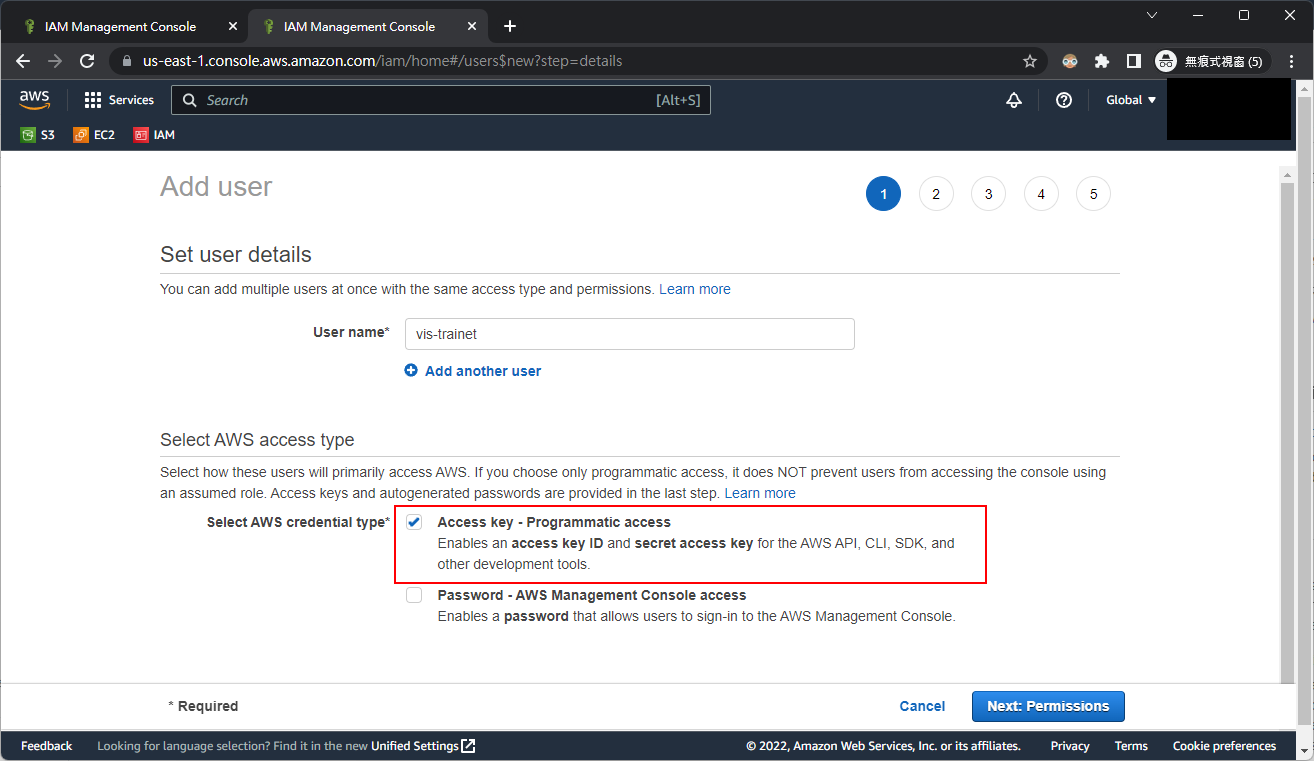 IAM Management Console
IAM Management Console
us-east-1.console.aws.amazon.com/iam/home#/users$new?step=details
無痕式視窗 (5)
aws Services Search [Alt+S] Global
S3 EC2 IAM
Add user
1 2 3 4 5
Set user details
You can add multiple users at once with the same access type and permissions. Learn more
User name* vis-trainet
Add another user
Select AWS access type
Select how these users will primarily access AWS. If you choose only programmatic access, it does NOT prevent users from accessing the console using
an assumed role. Access keys and autogenerated passwords are provided in the last step. Learn more
Select AWS credential type* Access key - Programmatic access
Enables an access key ID and secret access key for the AWS API, CLI, SDK, and
other development tools.
Password - AWS Management Console access
Enables a password that allows users to sign-in to the AWS Management Console.
* Required Cancel Next: Permissions
Feedback Looking for language selection? Find it in the new Unified Settings © 2022, Amazon Web Services, Inc. or its affiliates. Privacy Terms Cookie preferences